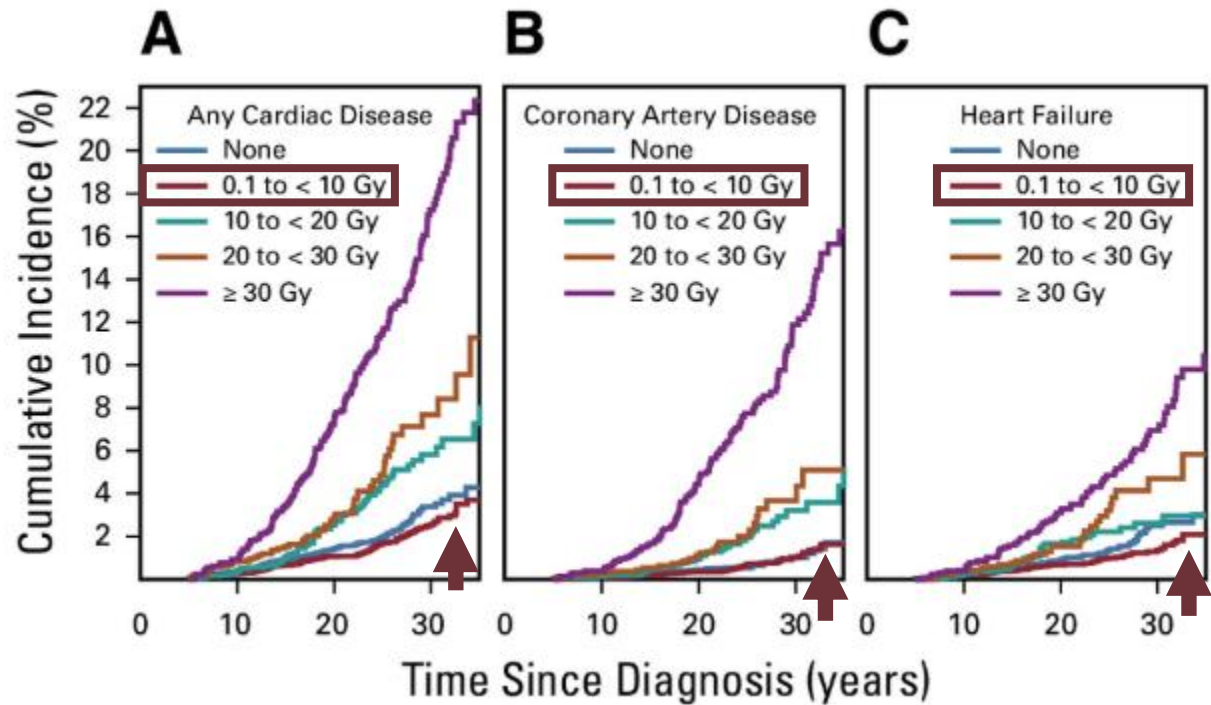 A
B
C
Cumulative Incidence (%)
22
20
18
16
14
12
10
8
6
4
2
Any Cardiac Disease
None
0.1 to < 10 Gy
10 to < 20 Gy
20 to < 30 Gy
≥ 30 Gy
0
10
20
30
Coronary Artery Disease
None
0.1 to < 10 Gy
10 to < 20 Gy
20 to < 30 Gy
≥ 30 Gy
0
10
20
30
Heart Failure
None
0.1 to < 10 Gy
10 to < 20 Gy
20 to < 30 Gy
≥ 30 Gy
0
10
20
30
Time Since Diagnosis (years)